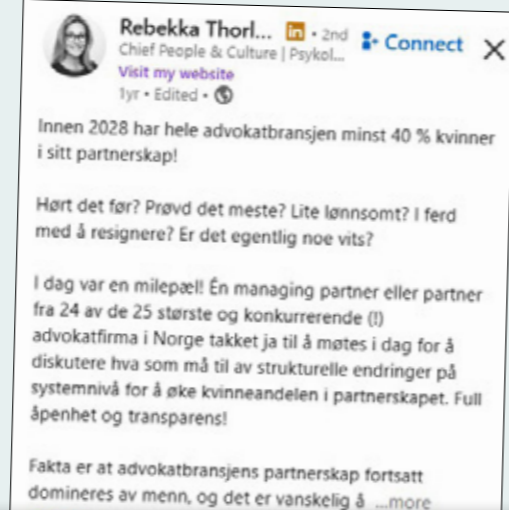 Rebekka Thorl... in • 2nd
Connect
Chief People & Culture | Psykol...
Visit my website
1yr • Edited •
Innen 2028 har hele advokatbransjen minst 40 % kvinner
i sitt partnerskap!
Hørt det før? Prøvd det meste? Lite lønnsomt? I ferd
med å resignere? Er det egentlig noe vits?
I dag var en milepæl! Én managing partner eller partner
fra 24 av de 25 største og konkurrerende (!)
advokatfirma i Norge takket ja til å møtes i dag for å
diskutere hva som må til av strukturelle endringer på
systemnivå for å øke kvinneandelen i partnerskapet. Full
åpenhet og transparens!
Fakta er at advokatbransjens partnerskap fortsatt
domineres av menn, og det er vanskelig å ...more